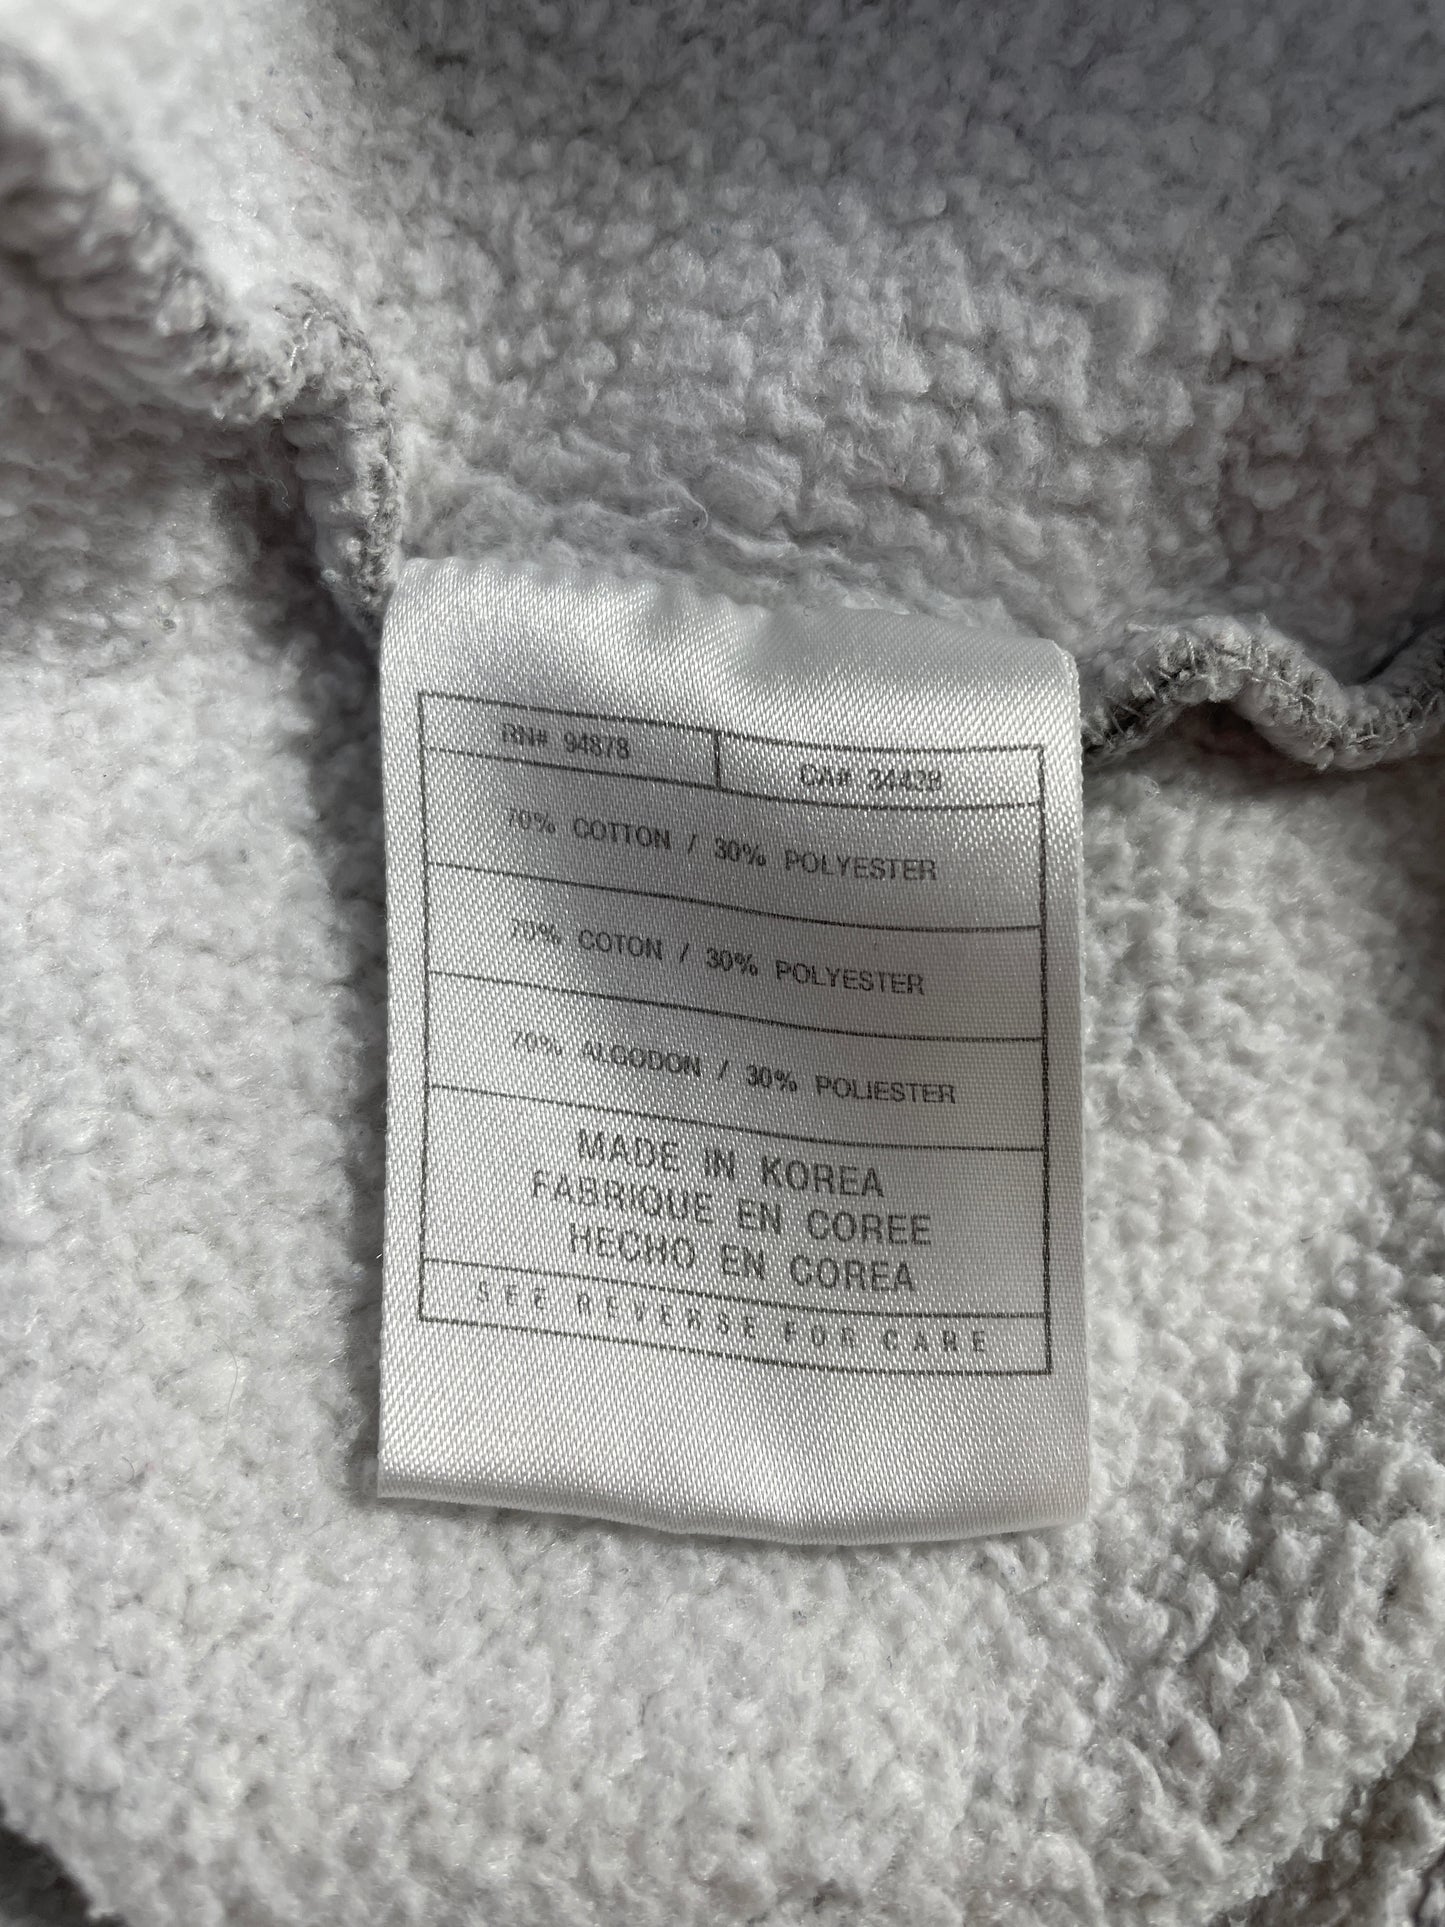 RN# 94878 CA# 34438
70% COTTON / 30% POLYESTER
70% COTON / 30% POLYESTER
70% ALGODON / 30% POLIESTER
MADE IN KOREA
FABRIQUE EN COREE
HECHO EN COREA
SEE REVERSE FOR CARE